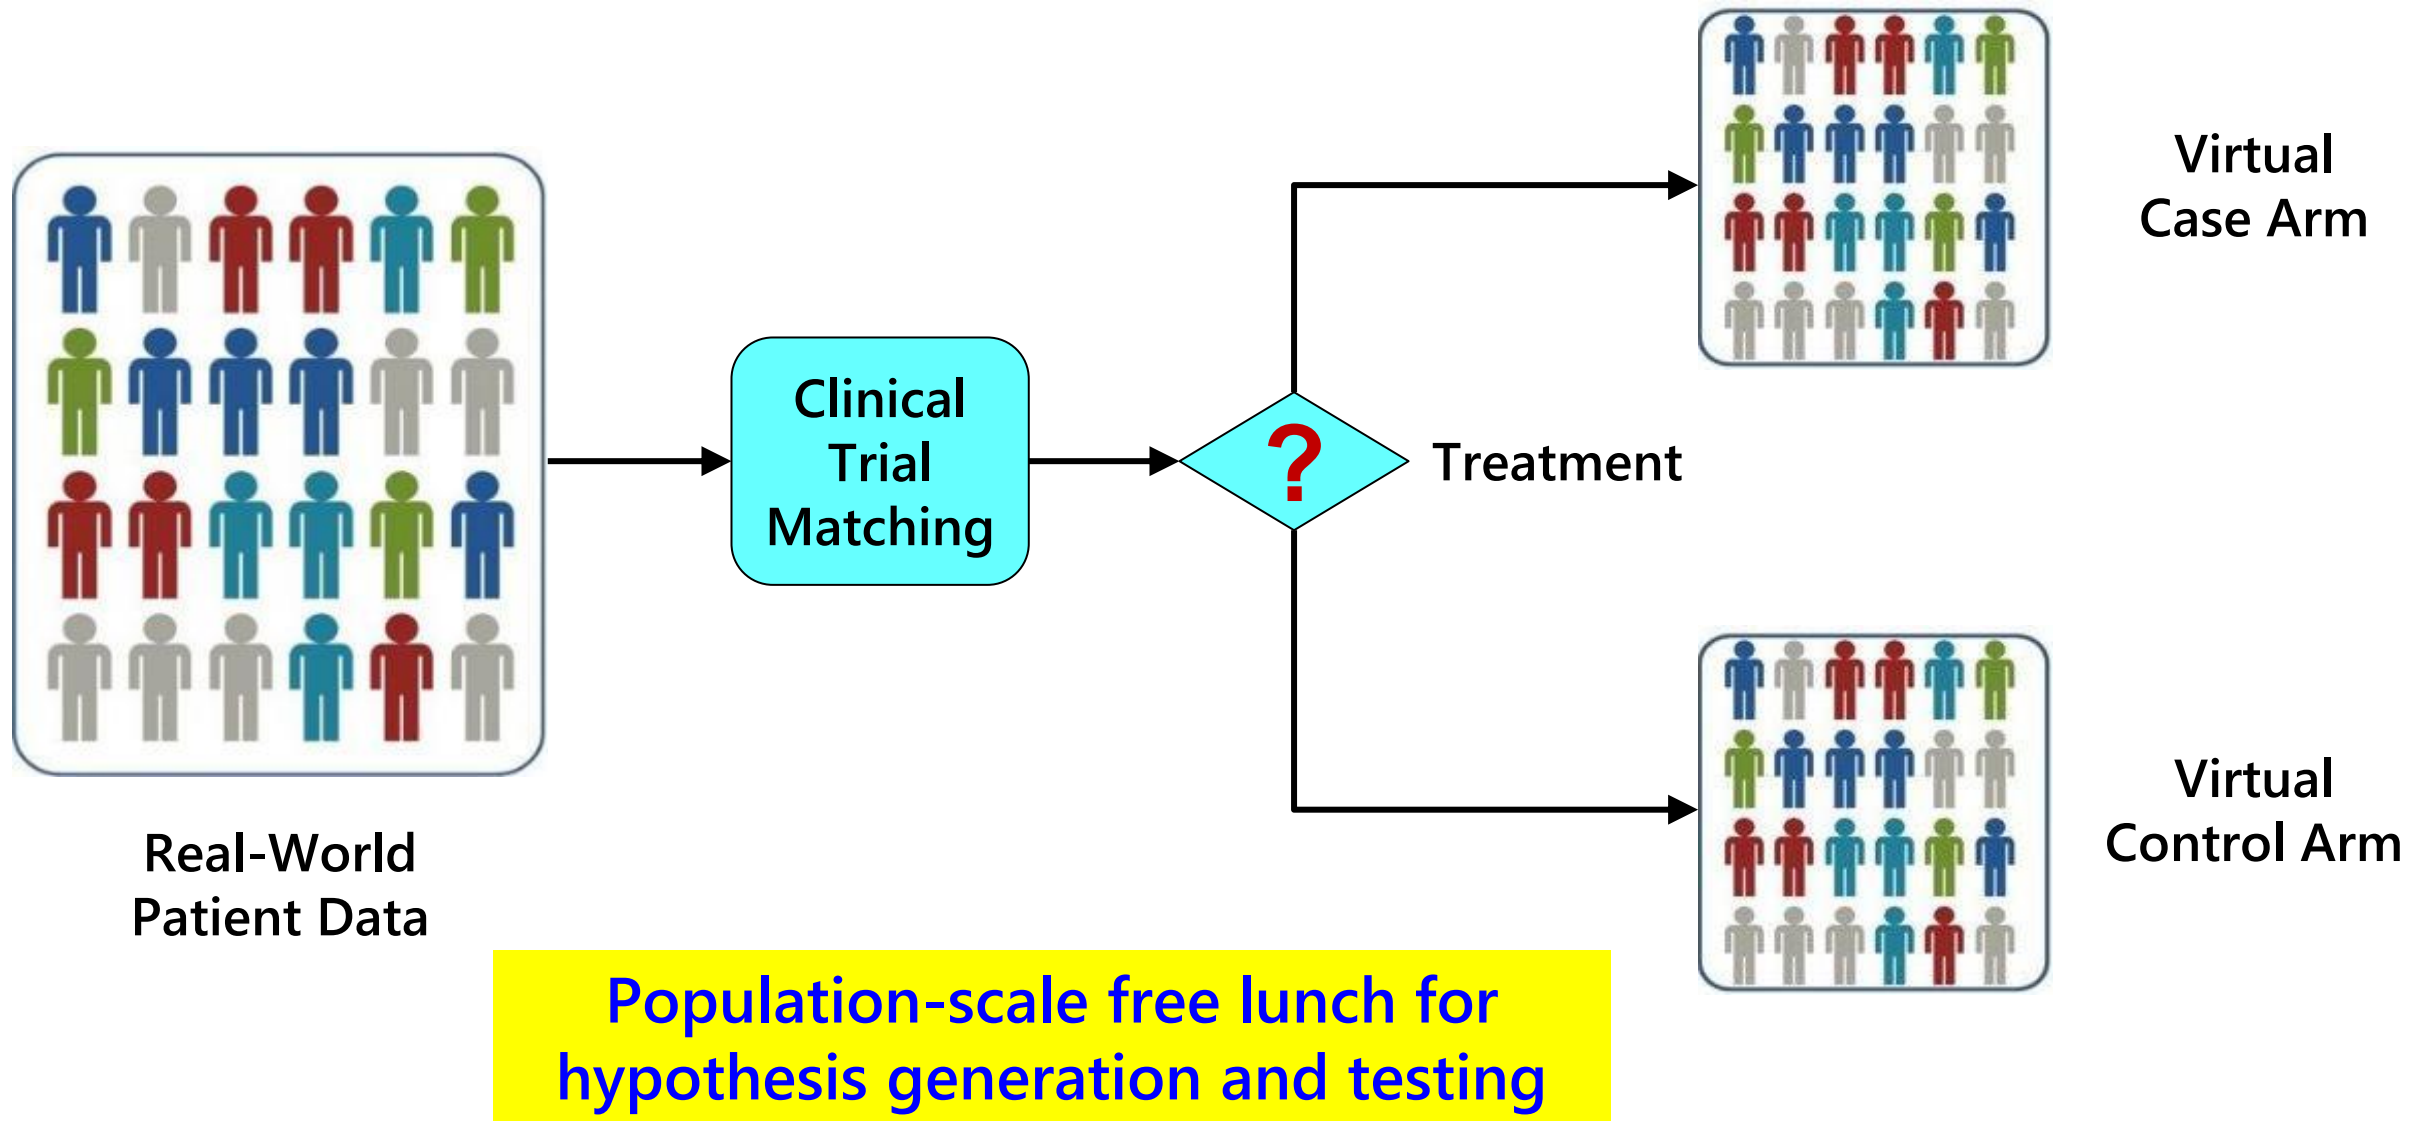 Real-World
Patient Data
Clinical
Trial
Matching
?
Treatment
Virtual
Case Arm
Virtual
Control Arm
Population-scale free lunch for
hypothesis generation and testing